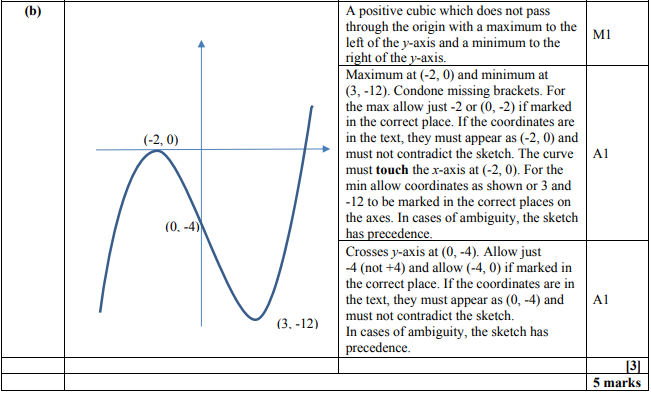 (b)
(-2, 0)
(0, -4)
(3, -12)
A positive cubic which does not pass
through the origin with a maximum to the
left of the y-axis and a minimum to the
right of the y-axis.
M1
Maximum at (-2, 0) and minimum at
(3, -12). Condone missing brackets. For
the max allow just -2 or (0, -2) if marked
in the correct place. If the coordinates are
in the text, they must appear as (-2, 0) and
must not contradict the sketch. The curve
must touch the x-axis at (-2, 0). For the
min allow coordinates as shown or 3 and
-12 to be marked in the correct places on
the axes. In cases of ambiguity, the sketch
has precedence.
A1
Crosses y-axis at (0, -4). Allow just
-4 (not +4) and allow (-4, 0) if marked in
the correct place. If the coordinates are in
the text, they must appear as (0, -4) and
must not contradict the sketch.
In cases of ambiguity, the sketch has
precedence.
A1
[3]
5 marks